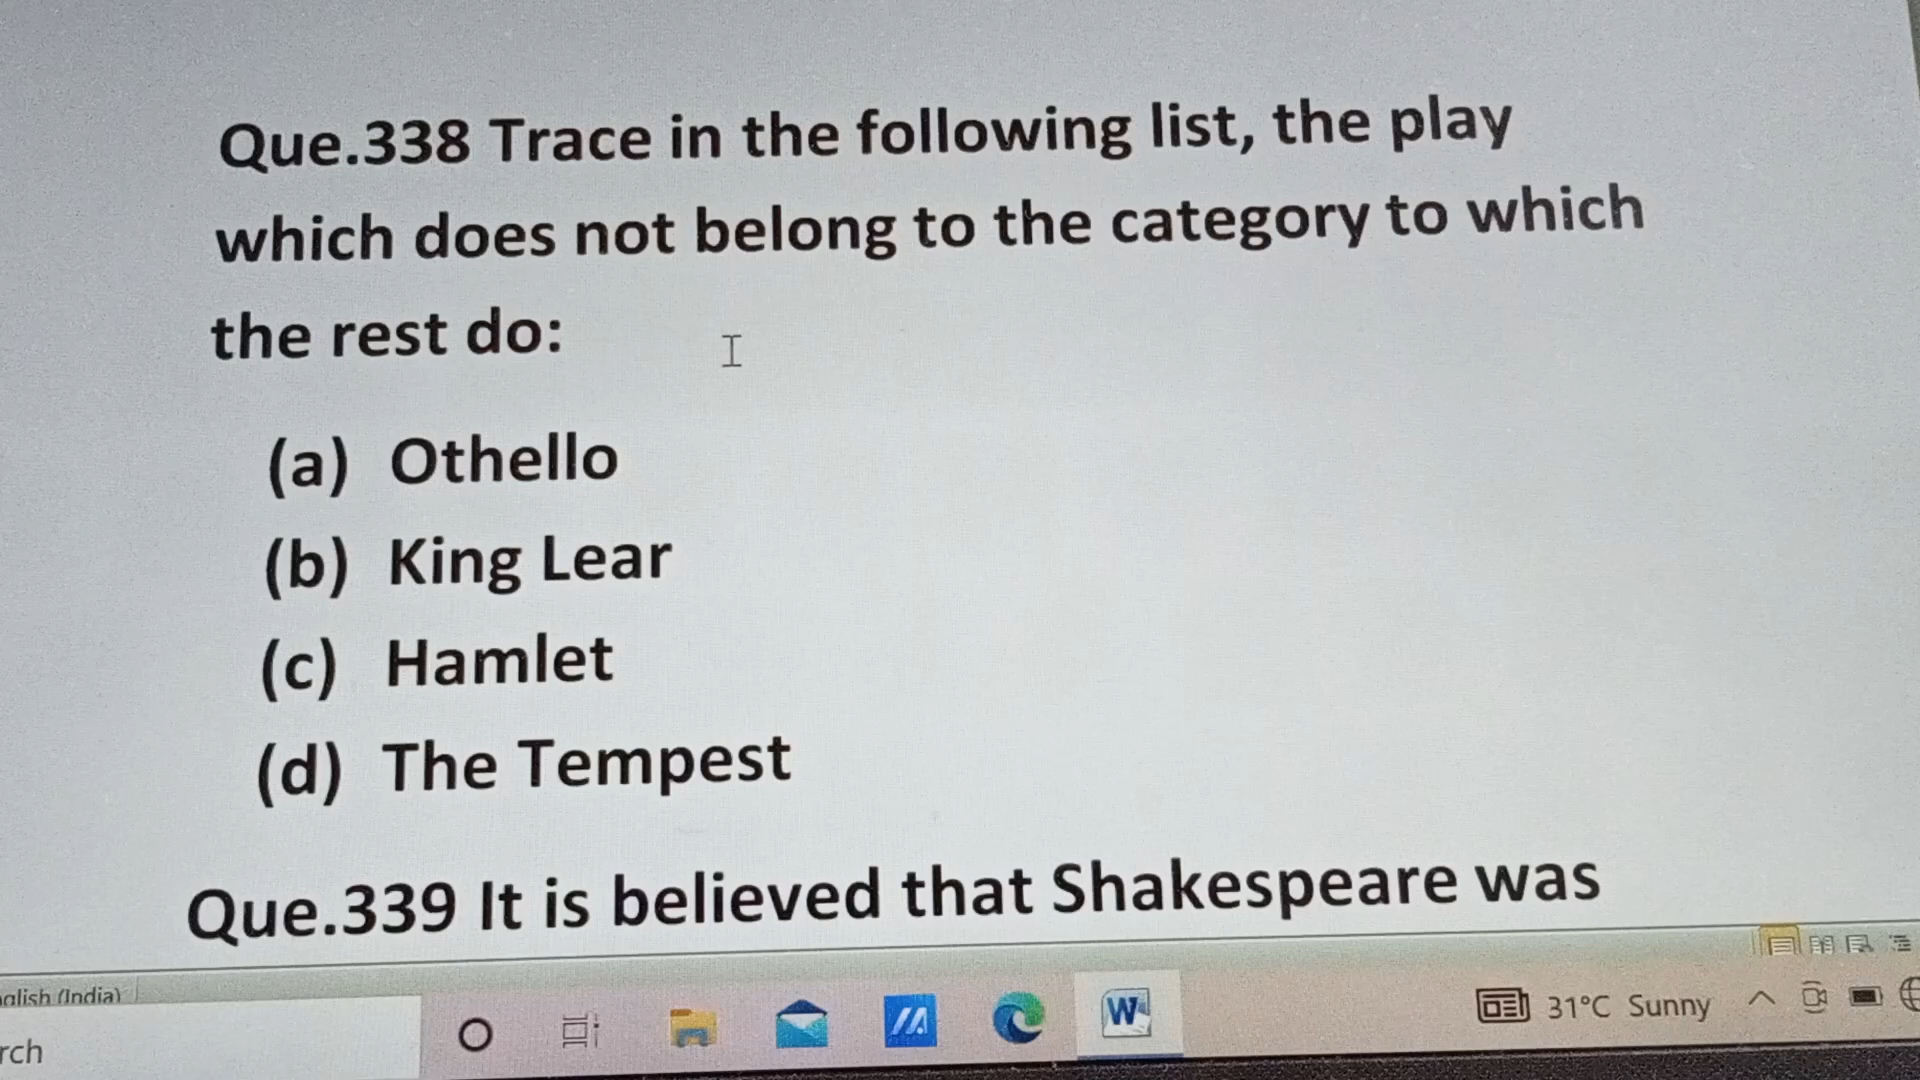 Que.338 Trace in the following list, the play
which does not belong to the category to which
the rest do:
(a) Othello
(b) King Lear
(c) Hamlet
(d) The Tempest
Que.339 It is believed that Shakespeare was
(India)
rch
W
31°C Sunny